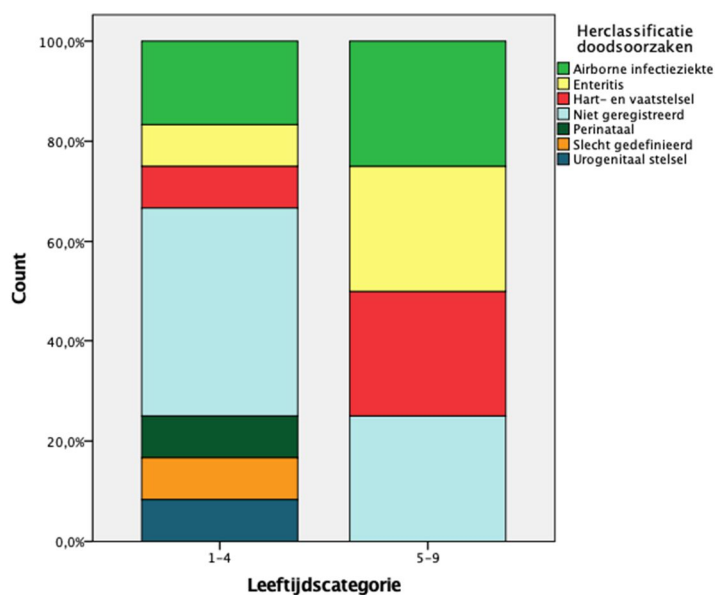 Herclassificatie
doodsoorzaken
Airborne infectieziekte
Enteritis
Hart- en vaatstelsel
Niet geregistreerd
Perinataal
Slecht gedefinieerd
Urogenitaal stelsel
100,0%
80,0%
60,0%
40,0%
20,0%
0,0%
Count
1-4
5-9
Leeftijdscategorie